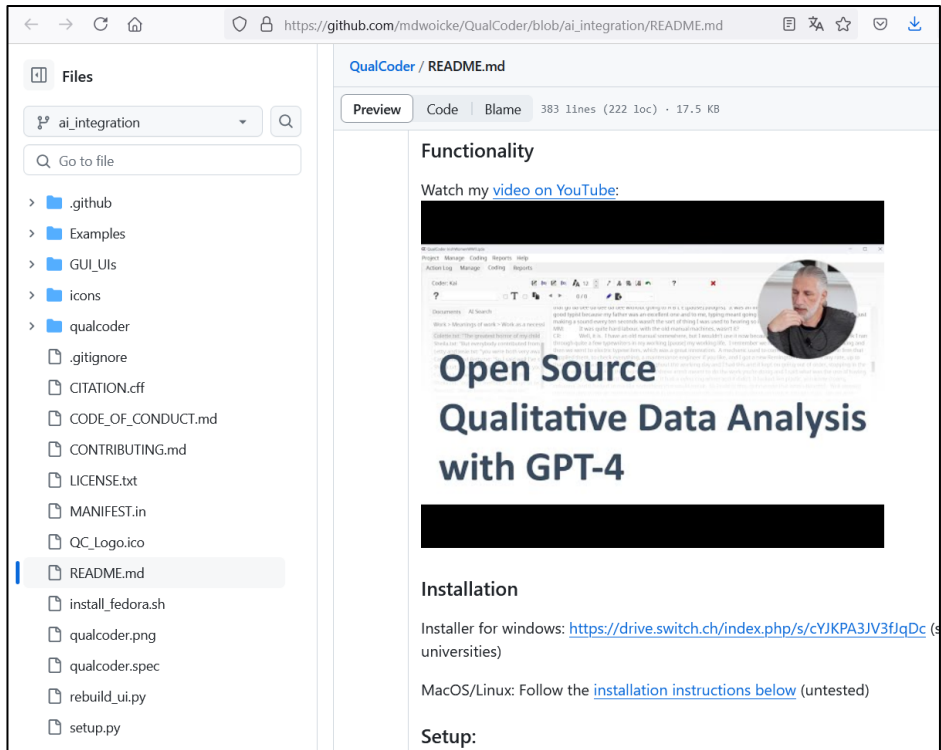 https://github.com/mdwoicke/QualCoder/blob/ai_integration/README.md
Files
ai_integration
Go to file
.github
Examples
GUI_UIs
icons
qualcoder
.gitignore
CITATION.cff
CODE_OF_CONDUCT.md
CONTRIBUTING.md
LICENSE.txt
MANIFEST.in
QC_Logo.ico
README.md
install_fedora.sh
qualcoder.png
qualcoder.spec
rebuild_ui.py
setup.py
QualCoder / README.md
Preview Code Blame 383 lines (222 loc) · 17.5 KB
Functionality
Watch my video on YouTube:
Project Manage Coding Reports Help
Action Log Manage Coding Reports
Coder: Kai
Documents AI Search
Open Source
Qualitative Data Analysis
with GPT-4
Installation
Installer for windows: https://drive.switch.ch/index.php/s/cYJKPA3JV3fJqDc (s
universities)
MacOS/Linux: Follow the installation instructions below (untested)
Setup: